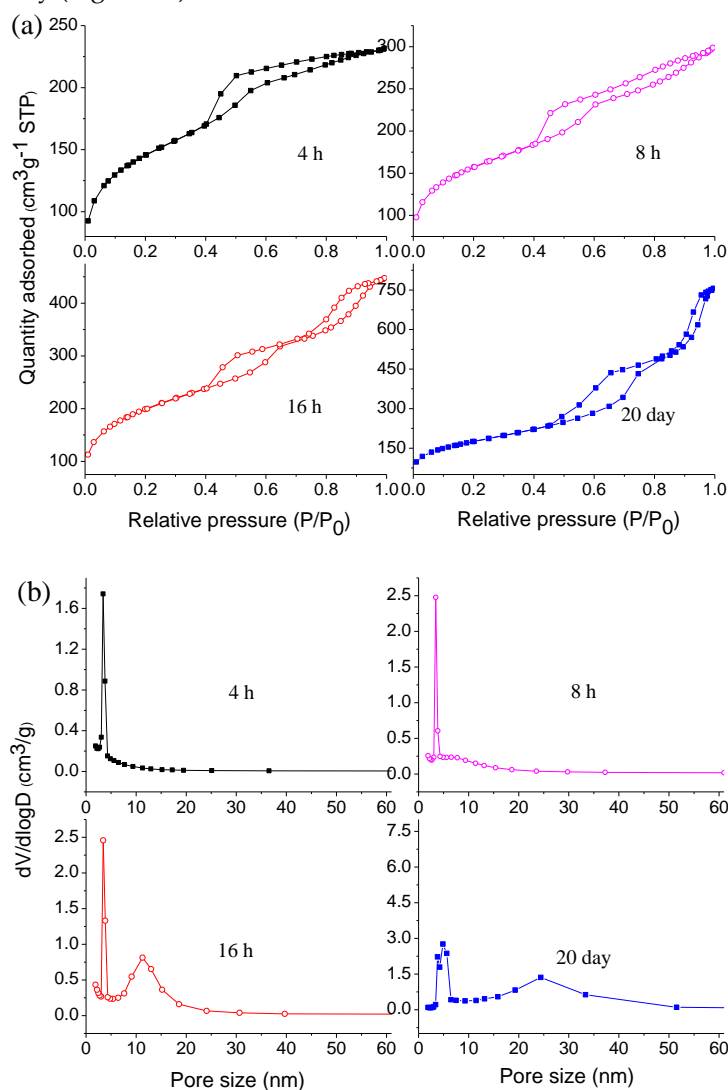 (a)
250
200
150
100
4 h
0.0 0.2 0.4 0.6 0.8 1.0
300
250
200
150
100
8 h
0.0 0.2 0.4 0.6 0.8 1.0
Quantity adsorbed (cm³g⁻¹ STP)
400
300
200
100
16 h
0.0 0.2 0.4 0.6 0.8 1.0
Relative pressure (P/P₀)
750
600
450
300
150
20 day
0.0 0.2 0.4 0.6 0.8 1.0
Relative pressure (P/P₀)
(b)
1.6
1.2
0.8
0.4
0.0
4 h
0 10 20 30 40 50 60
2.5
2.0
1.5
1.0
0.5
0.0
8 h
0 10 20 30 40 50 60
dV/dlogD (cm³/g)
2.5
2.0
1.5
1.0
0.5
0.0
16 h
0 10 20 30 40 50 60
Pore size (nm)
7.5
6.0
4.5
3.0
1.5
0.0
20 day
0 10 20 30 40 50 60
Pore size (nm)